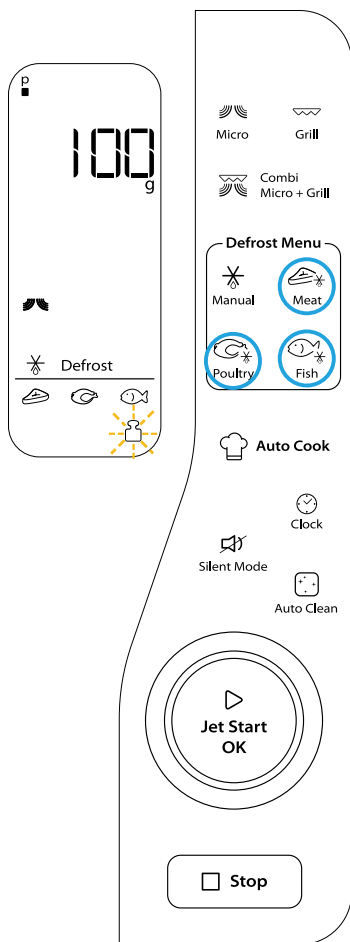 p
100
g
Defrost
Micro
Grill
Combi
Micro + Grill
Defrost Menu
Manual
Meat
Poultry
Fish
Auto Cook
Clock
Silent Mode
Auto Clean
Jet Start
OK
Stop